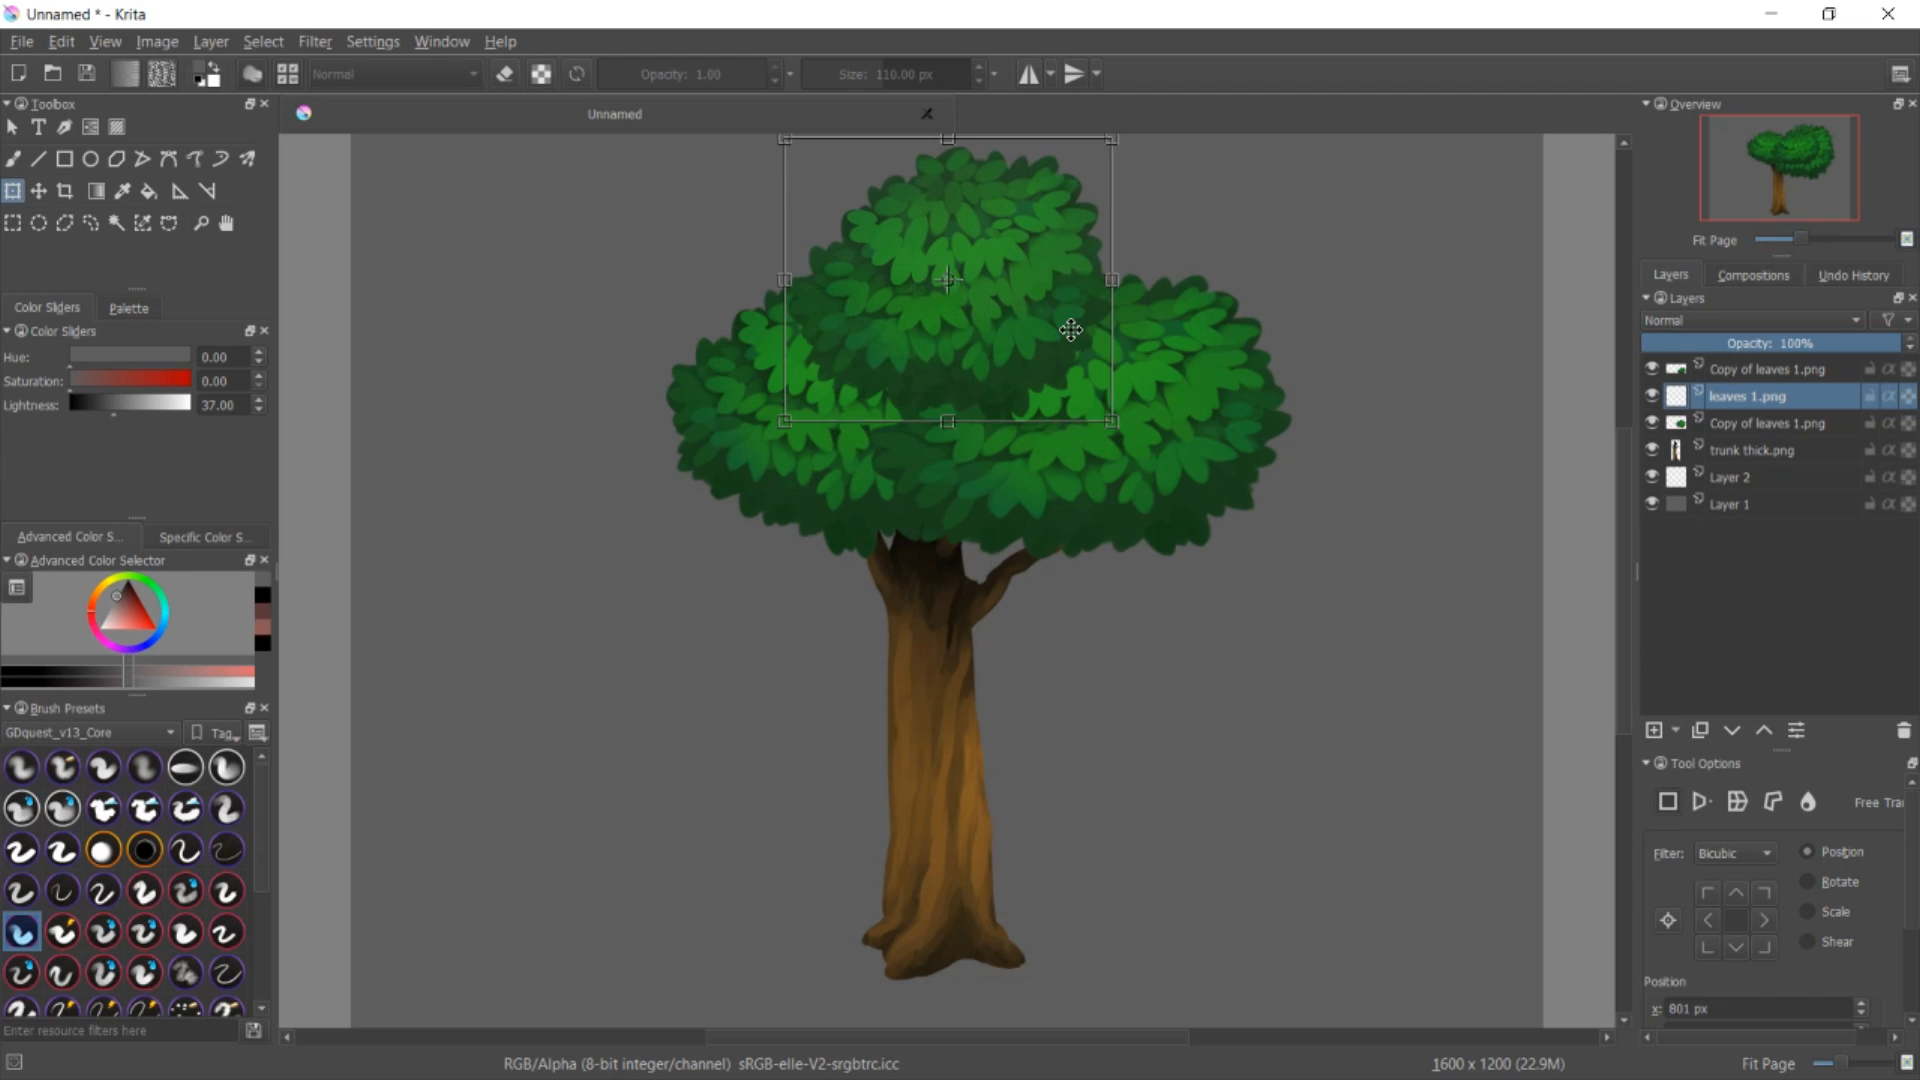 Unnamed * - Krita
File Edit View Image Layer Select Filter Settings Window Help
Normal Opacity: 1.00 Size: 110.00 px
Toolbox
Unnamed
Color Sliders Palette
Color Sliders
Hue: 0.00
Saturation: 0.00
Lightness: 37.00
Advanced Color S... Specific Color S...
Advanced Color Selector
Brush Presets
GDquest_v13_Core Tag
Enter resource filters here
Overview
Fit Page
Layers Compositions Undo History
Layers
Normal
Opacity: 100%
Copy of leaves 1.png
leaves 1.png
Copy of leaves 1.png
trunk thick.png
Layer 2
Layer 1
Tool Options
Free Tra
Filter: Bicubic Position
Rotate
Scale
Shear
Position
x: 801 px
RGB/Alpha (8-bit integer/channel) sRGB-elle-V2-srgbtrc.icc 1600 x 1200 (22.9M) Fit Page